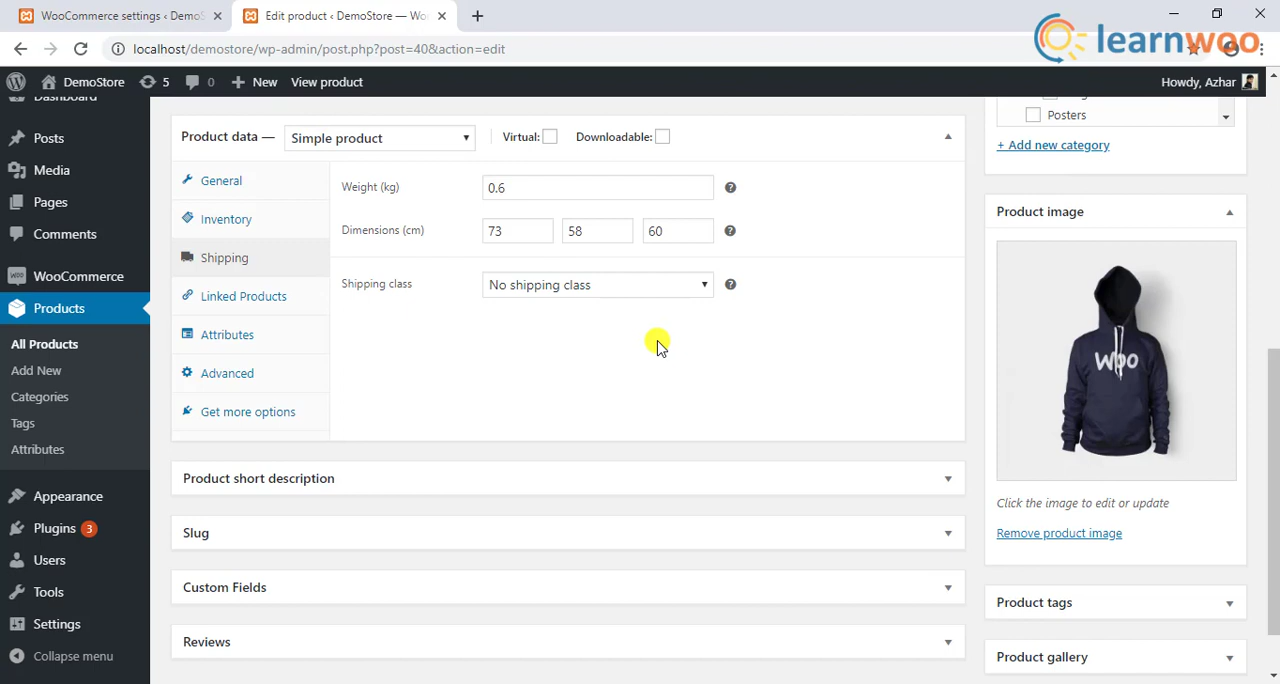 WooCommerce settings ‹ DemoS
Edit product ‹ DemoStore — Wo
localhost/demostore/wp-admin/post.php?post=40&action=edit
learnwoo
DemoStore
5
0
New
View product
Howdy, Azhar
Dashboard
Posts
Media
Pages
Comments
WooCommerce
Products
All Products
Add New
Categories
Tags
Attributes
Appearance
Plugins 3
Users
Tools
Settings
Collapse menu
Product data —
Simple product
Virtual:
Downloadable:
General
Inventory
Shipping
Linked Products
Attributes
Advanced
Get more options
Weight (kg)
0.6
Dimensions (cm)
73
58
60
Shipping class
No shipping class
Product short description
Slug
Custom Fields
Reviews
Posters
+ Add new category
Product image
WOO
Click the image to edit or update
Remove product image
Product tags
Product gallery